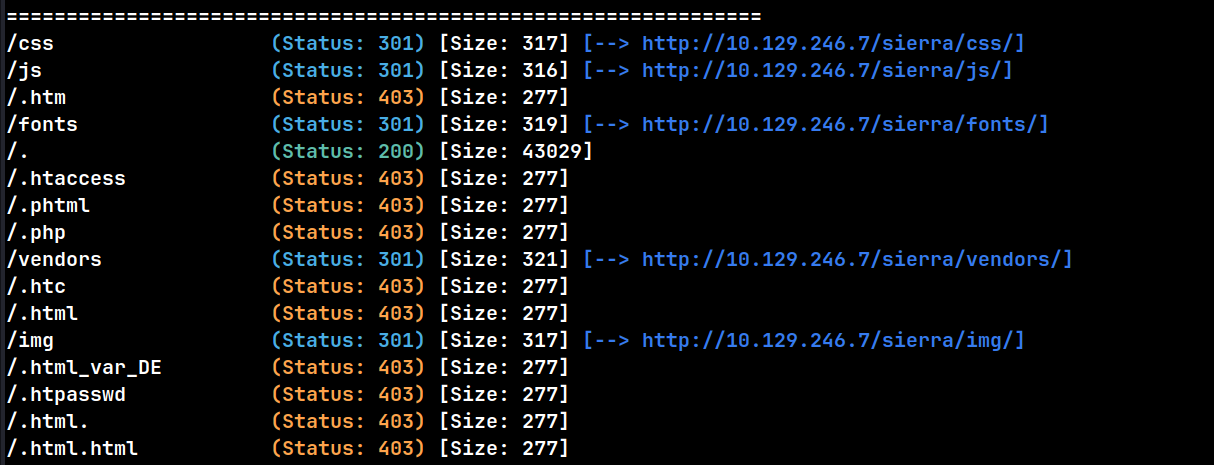 ===============================================================
/css (Status: 301) [Size: 317] [--> http://10.129.246.7/sierra/css/]
/js (Status: 301) [Size: 316] [--> http://10.129.246.7/sierra/js/]
/.htm (Status: 403) [Size: 277]
/fonts (Status: 301) [Size: 319] [--> http://10.129.246.7/sierra/fonts/]
/. (Status: 200) [Size: 43029]
/.htaccess (Status: 403) [Size: 277]
/.phtml (Status: 403) [Size: 277]
/.php (Status: 403) [Size: 277]
/vendors (Status: 301) [Size: 321] [--> http://10.129.246.7/sierra/vendors/]
/.htc (Status: 403) [Size: 277]
/.html (Status: 403) [Size: 277]
/img (Status: 301) [Size: 317] [--> http://10.129.246.7/sierra/img/]
/.html_var_DE (Status: 403) [Size: 277]
/.htpasswd (Status: 403) [Size: 277]
/.html. (Status: 403) [Size: 277]
/.html.html (Status: 403) [Size: 277]